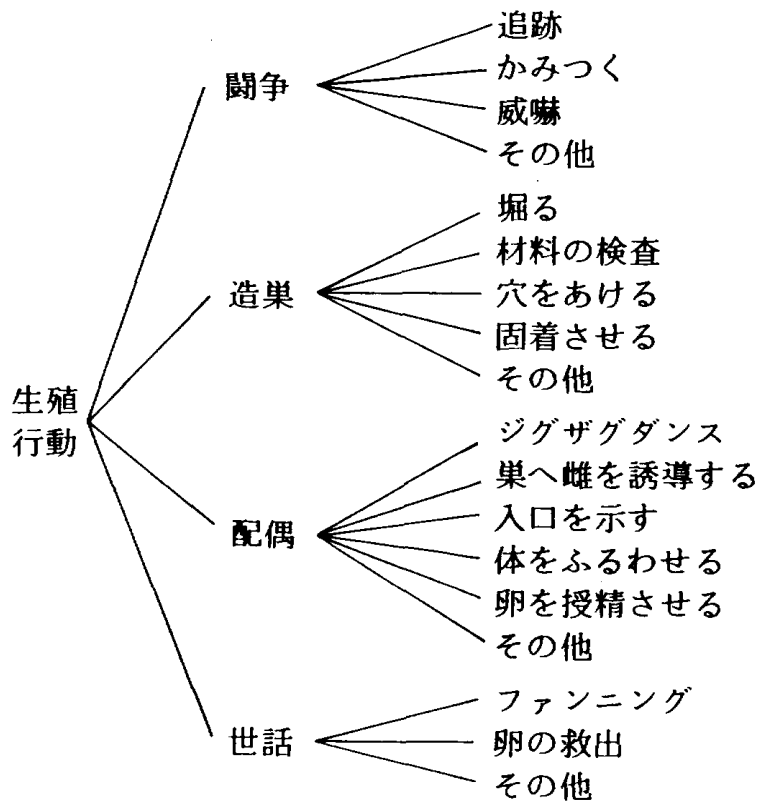 生殖
行動
闘争
追跡
かみつく
威嚇
その他
造巣
堀る
材料の検査
穴をあける
固着させる
その他
配偶
ジグザグダンス
巣へ雌を誘導する
入口を示す
体をふるわせる
卵を授精させる
その他
世話
ファンニング
卵の救出
その他